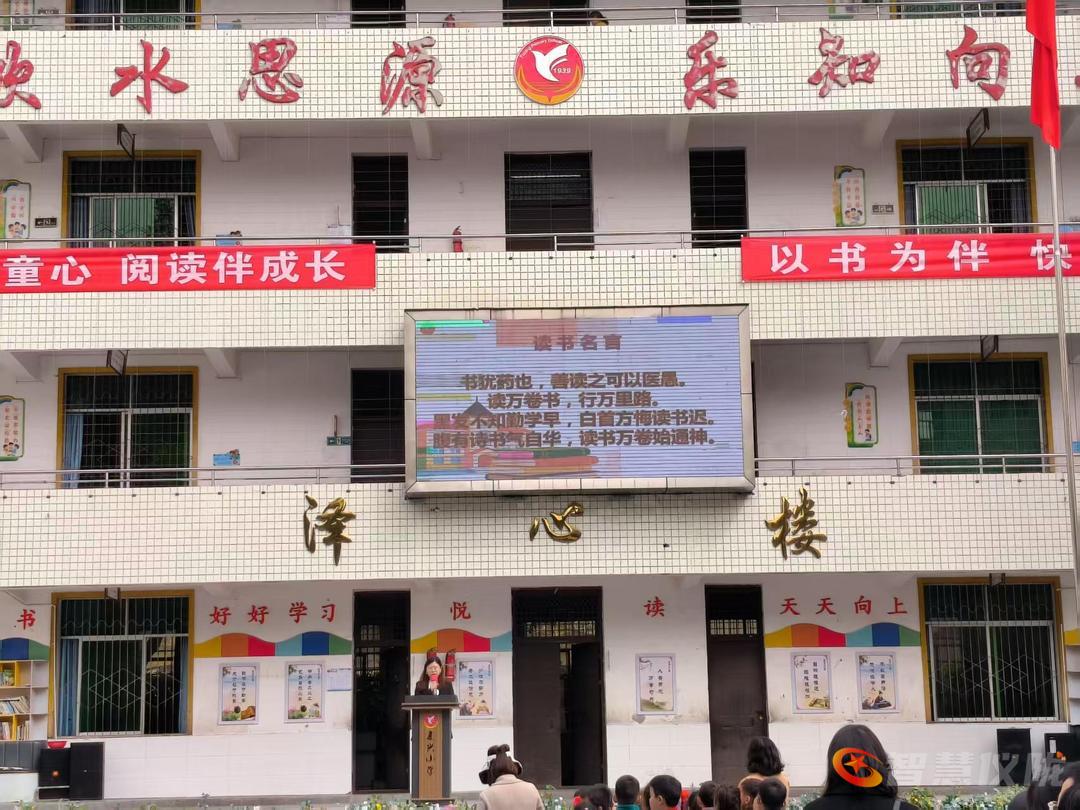 饮水思源
1939
乐知向
童心 阅读伴成长
以书为伴 快
读书名言
书犹药也，善读之可以医愚。
读万卷书，行万里路。
黑发不知勤学早，白首方悔读书迟。
腹有诗书气自华，读书万卷始通神。
泽心楼
书
好好学习
悦
读
天天向上
智慧仪陇